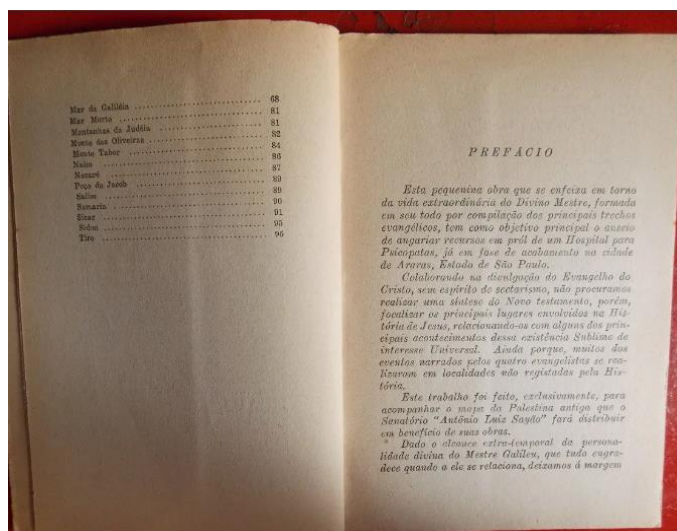 Mar da Galiléia ........ 68
Mar Morto ........ 81
Montanhas da Judéia ........ 81
Monte das Oliveiras ........ 82
Monte Tabor ........ 84
Naim ........ 86
Nazaré ........ 87
Poço de Jacob ........ 89
Salim ........ 89
Samaria ........ 90
Sicar ........ 91
Sidon ........ 95
Tiro ........ 96
PREFÁCIO
Esta pequenina obra que se enfeixa em torno
da vida extraordinária do Divino Mestre, formada
em seu todo por compilação dos principais trechos
evangélicos, tem como objetivo principal o anseio
de angariar recursos em pról de um Hospital para
Psicopatas, já em fase de acabamento na cidade
de Araras, Estado de São Paulo.
Colaborando na divulgação do Evangelho do
Cristo, sem espírito de sectarismo, não procuramos
realizar uma síntese do Novo testamento, porém,
focalizar os principais lugares envolvidos na His-
tória de Jesus, relacionando-os com alguns dos prin-
cipais acontecimentos dessa existência Sublime de
interesse Universal. Ainda porque, muitos dos
eventos narrados pelos quatro evangelistas se rea-
lizaram em localidades não registadas pela His-
tória.
Este trabalho foi feito, exclusivamente, para
acompanhar o mapa da Palestina antiga que o
Sanatório "Antônio Luiz Sayão" fará distribuir
em benefício de suas obras.
Dado o alcance extra-temporal da persona-
lidade divina do Mestre Galileu, que tudo engran-
dece quando a ele se relaciona, deixamos á margem